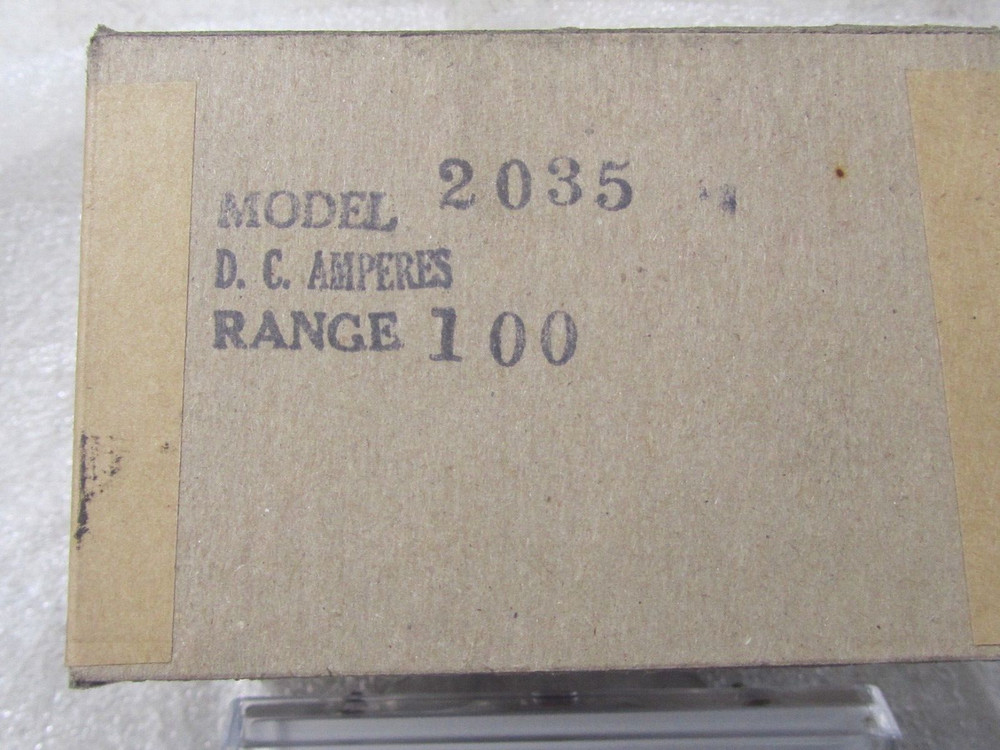 MODEL 2035
D. C. AMPERES
RANGE 100